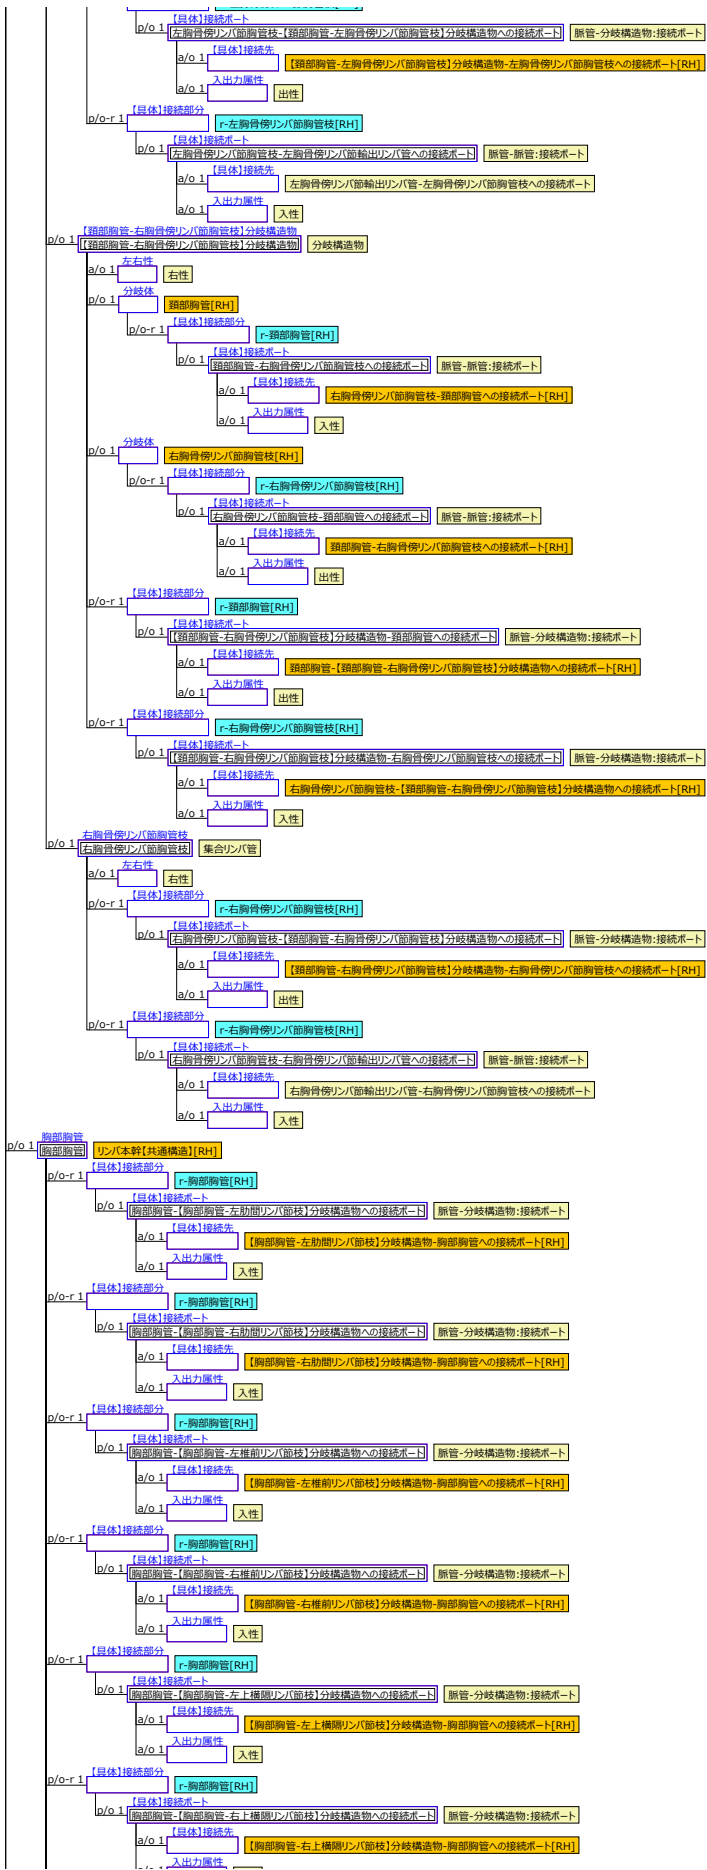 【具体】接続ポート
p/o 1 左胸骨傍リンパ節胸管枝-【頚部胸管-左胸骨傍リンパ節胸管枝】分岐構造物への接続ポート 脈管-分岐構造物:接続ポート
【具体】接続先
a/o 1 【頚部胸管-左胸骨傍リンパ節胸管枝】分岐構造物-左胸骨傍リンパ節胸管枝への接続ポート[RH]
入出力属性
a/o 1 出性
【具体】接続部分
p/o-r 1 r-左胸骨傍リンパ節胸管枝[RH]
【具体】接続ポート
p/o 1 左胸骨傍リンパ節胸管枝-左胸骨傍リンパ節輸出リンパ管への接続ポート 脈管-脈管:接続ポート
【具体】接続先
a/o 1 左胸骨傍リンパ節輸出リンパ管-左胸骨傍リンパ節胸管枝への接続ポート
入出力属性
a/o 1 入性
【頚部胸管-右胸骨傍リンパ節胸管枝】分岐構造物
p/o 1 【頚部胸管-右胸骨傍リンパ節胸管枝】分岐構造物 分岐構造物
左右性
a/o 1 右性
分岐体
p/o 1 頚部胸管[RH]
【具体】接続部分
p/o-r 1 r-頚部胸管[RH]
【具体】接続ポート
p/o 1 頚部胸管-右胸骨傍リンパ節胸管枝への接続ポート 脈管-脈管:接続ポート
【具体】接続先
a/o 1 右胸骨傍リンパ節胸管枝-頚部胸管への接続ポート[RH]
入出力属性
a/o 1 入性
分岐体
p/o 1 右胸骨傍リンパ節胸管枝[RH]
【具体】接続部分
p/o-r 1 r-右胸骨傍リンパ節胸管枝[RH]
【具体】接続ポート
p/o 1 右胸骨傍リンパ節胸管枝-頚部胸管への接続ポート 脈管-脈管:接続ポート
【具体】接続先
a/o 1 頚部胸管-右胸骨傍リンパ節胸管枝への接続ポート[RH]
入出力属性
a/o 1 出性
【具体】接続部分
p/o-r 1 r-頚部胸管[RH]
【具体】接続ポート
p/o 1 【頚部胸管-右胸骨傍リンパ節胸管枝】分岐構造物-頚部胸管への接続ポート 脈管-分岐構造物:接続ポート
【具体】接続先
a/o 1 頚部胸管-【頚部胸管-右胸骨傍リンパ節胸管枝】分岐構造物への接続ポート[RH]
入出力属性
a/o 1 出性
【具体】接続部分
p/o-r 1 r-右胸骨傍リンパ節胸管枝[RH]
【具体】接続ポート
p/o 1 【頚部胸管-右胸骨傍リンパ節胸管枝】分岐構造物-右胸骨傍リンパ節胸管枝への接続ポート 脈管-分岐構造物:接続ポート
【具体】接続先
a/o 1 右胸骨傍リンパ節胸管枝-【頚部胸管-右胸骨傍リンパ節胸管枝】分岐構造物への接続ポート[RH]
入出力属性
a/o 1 入性
右胸骨傍リンパ節胸管枝
p/o 1 右胸骨傍リンパ節胸管枝 集合リンパ管
左右性
a/o 1 右性
【具体】接続部分
p/o-r 1 r-右胸骨傍リンパ節胸管枝[RH]
【具体】接続ポート
p/o 1 右胸骨傍リンパ節胸管枝-【頚部胸管-右胸骨傍リンパ節胸管枝】分岐構造物への接続ポート 脈管-分岐構造物:接続ポート
【具体】接続先
a/o 1 【頚部胸管-右胸骨傍リンパ節胸管枝】分岐構造物-右胸骨傍リンパ節胸管枝への接続ポート[RH]
入出力属性
a/o 1 出性
【具体】接続部分
p/o-r 1 r-右胸骨傍リンパ節胸管枝[RH]
【具体】接続ポート
p/o 1 右胸骨傍リンパ節胸管枝-右胸骨傍リンパ節輸出リンパ管への接続ポート 脈管-脈管:接続ポート
【具体】接続先
a/o 1 右胸骨傍リンパ節輸出リンパ管-右胸骨傍リンパ節胸管枝への接続ポート
入出力属性
a/o 1 入性
胸部胸管
p/o 1 胸部胸管 リンパ本幹【共通構造】[RH]
【具体】接続部分
p/o-r 1 r-胸部胸管[RH]
【具体】接続ポート
p/o 1 胸部胸管-【胸部胸管-左肋間リンパ節枝】分岐構造物への接続ポート 脈管-分岐構造物:接続ポート
【具体】接続先
a/o 1 【胸部胸管-左肋間リンパ節枝】分岐構造物-胸部胸管への接続ポート[RH]
入出力属性
a/o 1 入性
【具体】接続部分
p/o-r 1 r-胸部胸管[RH]
【具体】接続ポート
p/o 1 胸部胸管-【胸部胸管-右肋間リンパ節枝】分岐構造物への接続ポート 脈管-分岐構造物:接続ポート
【具体】接続先
a/o 1 【胸部胸管-右肋間リンパ節枝】分岐構造物-胸部胸管への接続ポート[RH]
入出力属性
a/o 1 入性
【具体】接続部分
p/o-r 1 r-胸部胸管[RH]
【具体】接続ポート
p/o 1 胸部胸管-【胸部胸管-左椎前リンパ節枝】分岐構造物への接続ポート 脈管-分岐構造物:接続ポート
【具体】接続先
a/o 1 【胸部胸管-左椎前リンパ節枝】分岐構造物-胸部胸管への接続ポート[RH]
入出力属性
a/o 1 入性
【具体】接続部分
p/o-r 1 r-胸部胸管[RH]
【具体】接続ポート
p/o 1 胸部胸管-【胸部胸管-右椎前リンパ節枝】分岐構造物への接続ポート 脈管-分岐構造物:接続ポート
【具体】接続先
a/o 1 【胸部胸管-右椎前リンパ節枝】分岐構造物-胸部胸管への接続ポート[RH]
入出力属性
a/o 1 入性
【具体】接続部分
p/o-r 1 r-胸部胸管[RH]
【具体】接続ポート
p/o 1 胸部胸管-【胸部胸管-左上横隔リンパ節枝】分岐構造物への接続ポート 脈管-分岐構造物:接続ポート
【具体】接続先
a/o 1 【胸部胸管-左上横隔リンパ節枝】分岐構造物-胸部胸管への接続ポート[RH]
入出力属性
a/o 1 入性
【具体】接続部分
p/o-r 1 r-胸部胸管[RH]
【具体】接続ポート
p/o 1 胸部胸管-【胸部胸管-右上横隔リンパ節枝】分岐構造物への接続ポート 脈管-分岐構造物:接続ポート
【具体】接続先
a/o 1 【胸部胸管-右上横隔リンパ節枝】分岐構造物-胸部胸管への接続ポート[RH]
入出力属性